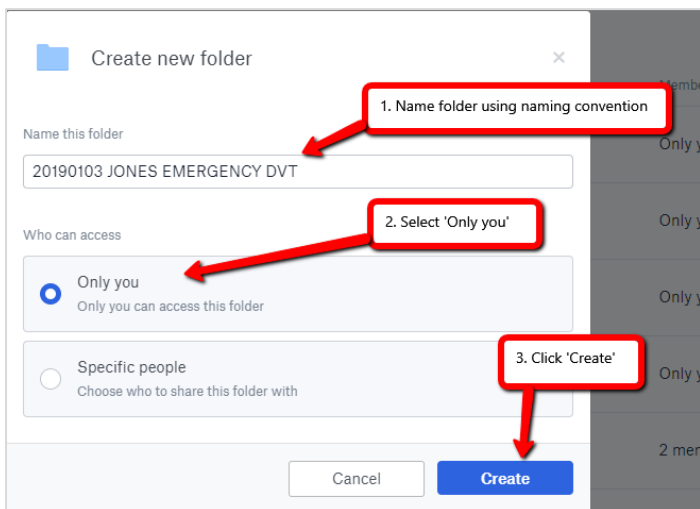 Create new folder
1. Name folder using naming convention
Name this folder
20190103 JONES EMERGENCY DVT
2. Select 'Only you'
Who can access
Only you
Only you can access this folder
Specific people
Choose who to share this folder with
3. Click 'Create'
Cancel
Create
Only
Only
Only
Only
2